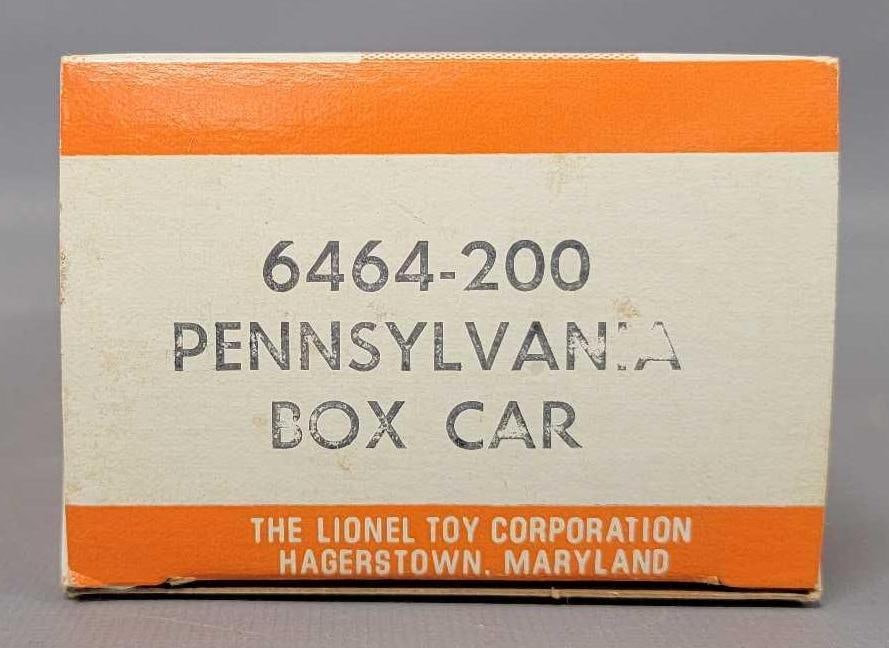 6464-200
PENNSYLVANIA
BOX CAR
THE LIONEL TOY CORPORATION
HAGERSTOWN, MARYLAND